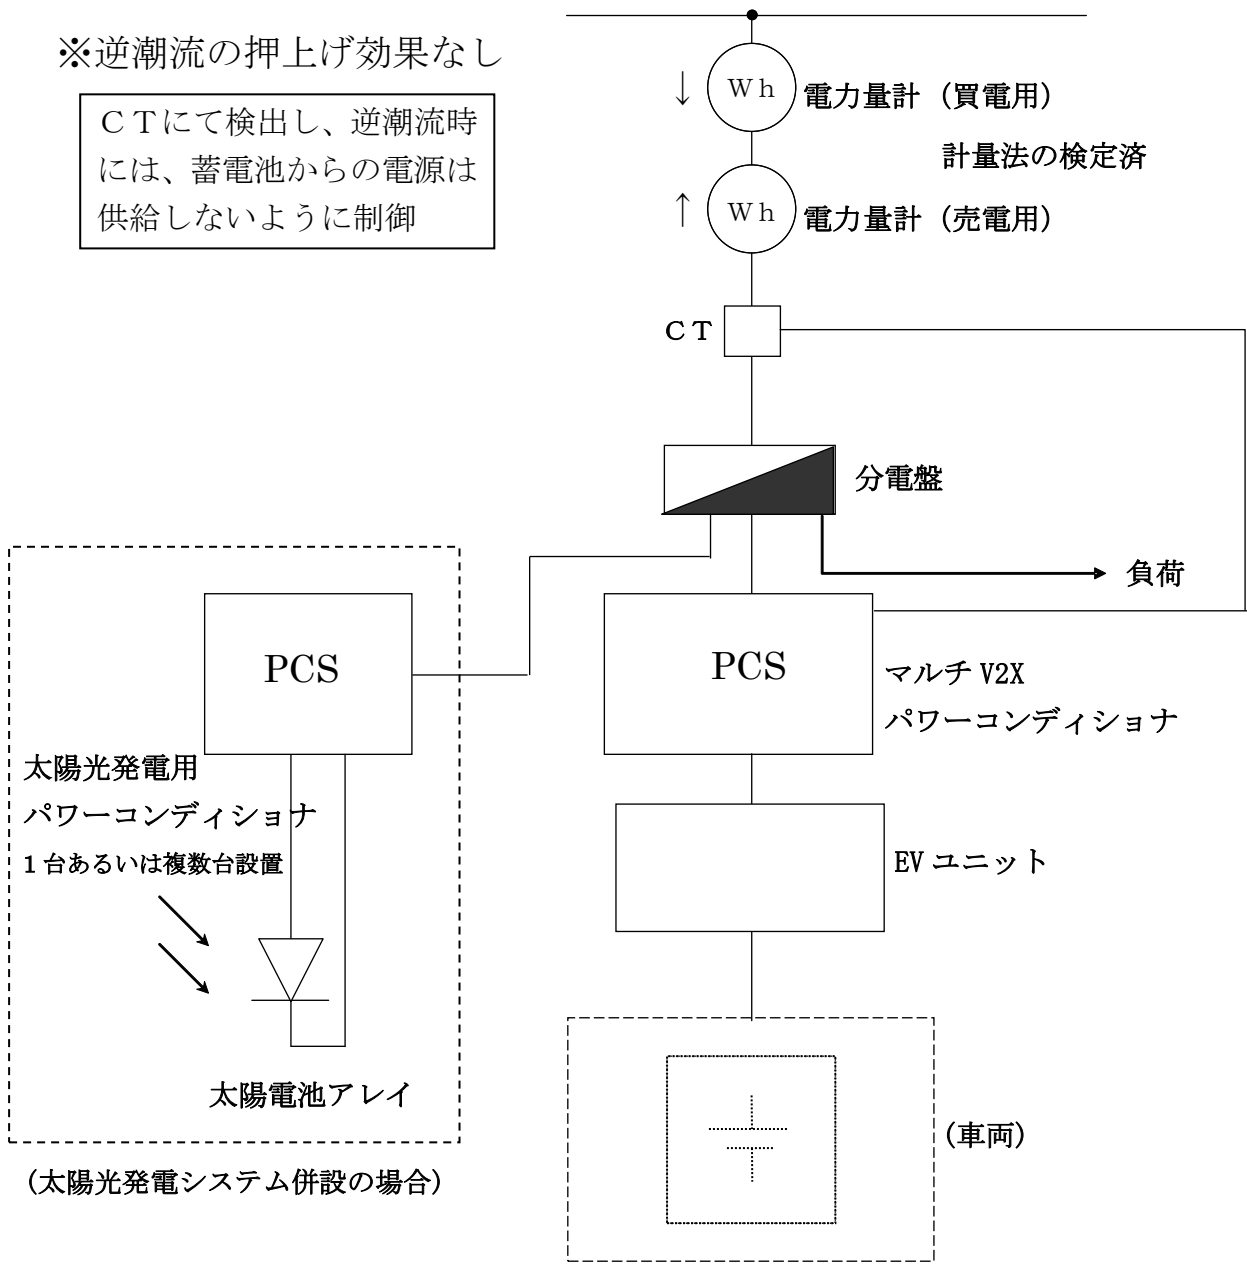 ※逆潮流の押上げ効果なし
ＣＴにて検出し、逆潮流時
には、蓄電池からの電源は
供給しないように制御
↓
Ｗｈ
電力量計（買電用）
計量法の検定済
↑
Ｗｈ
電力量計（売電用）
ＣＴ
分電盤
負荷
PCS
PCS
マルチ V2X
パワーコンディショナ
太陽光発電用
パワーコンディショナ
１台あるいは複数台設置
EV ユニット
太陽電池アレイ
（車両）
（太陽光発電システム併設の場合）